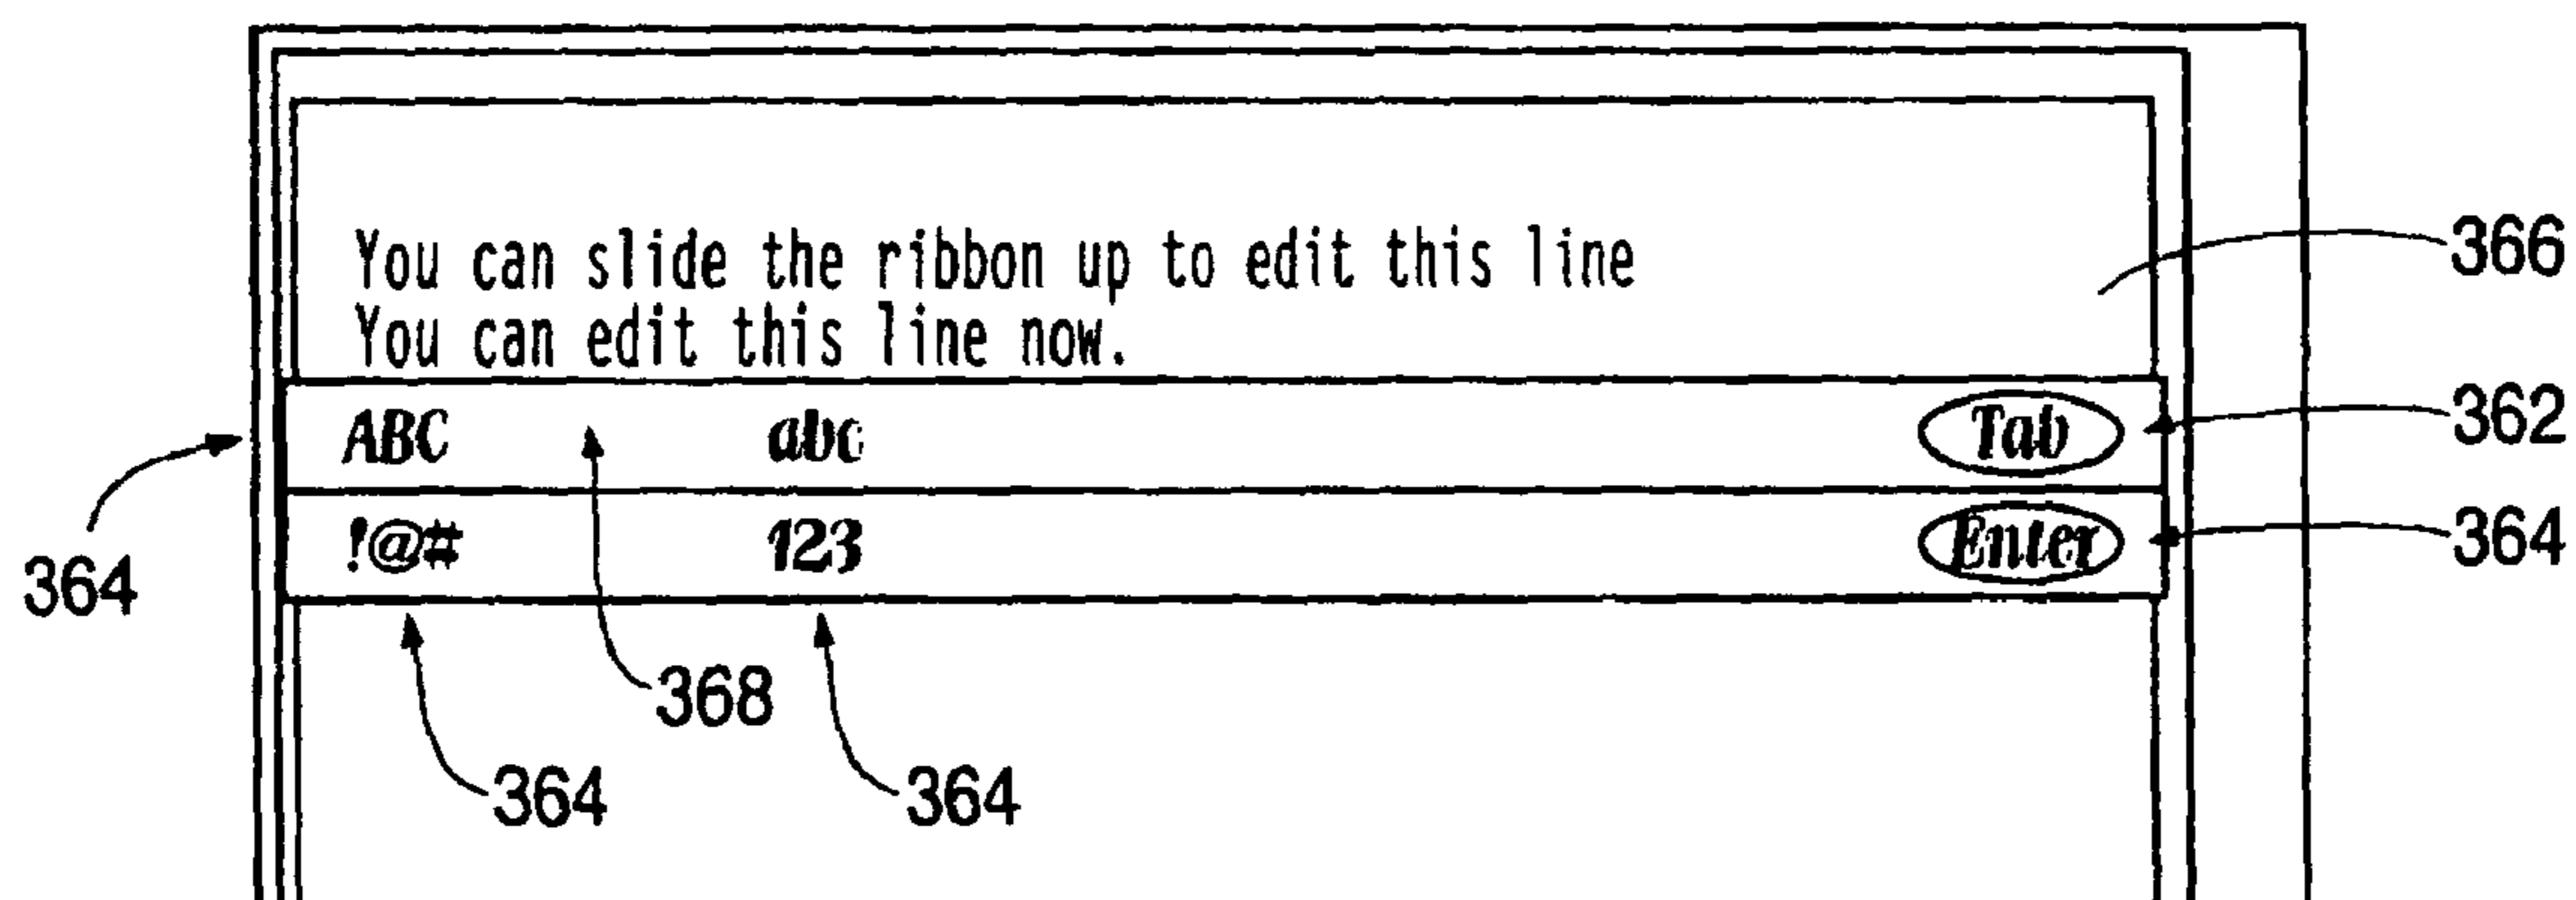 You can slide the ribbon up to edit this line
366
You can edit this line now.
ABC abc Tab
362
!@# 123 Enter
364
364
368
364
364